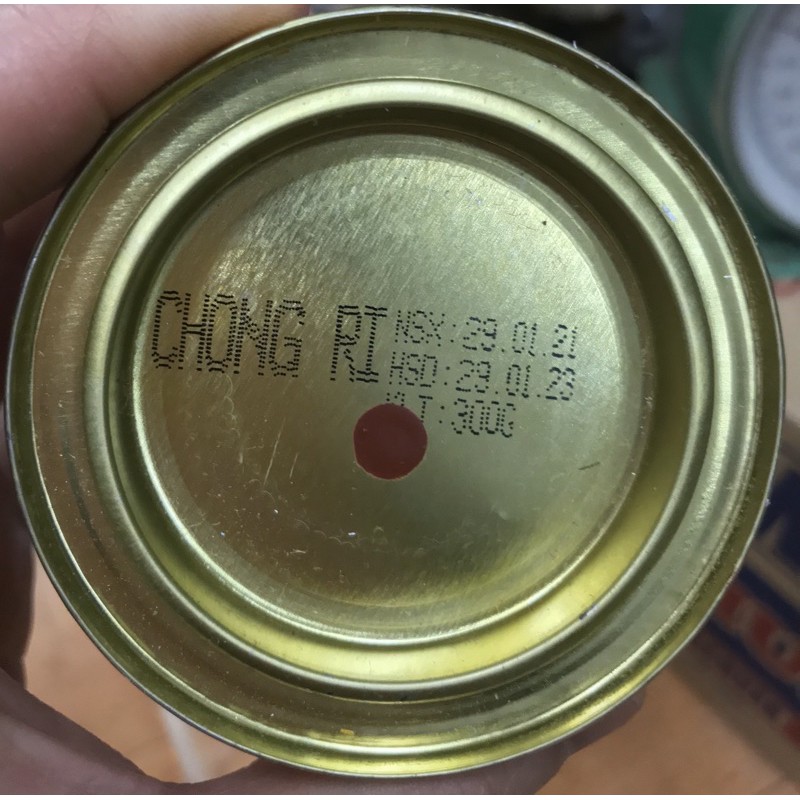 CHONG RI
NSX: 29.01.21
HSD: 29.01.23
KLT: 300G